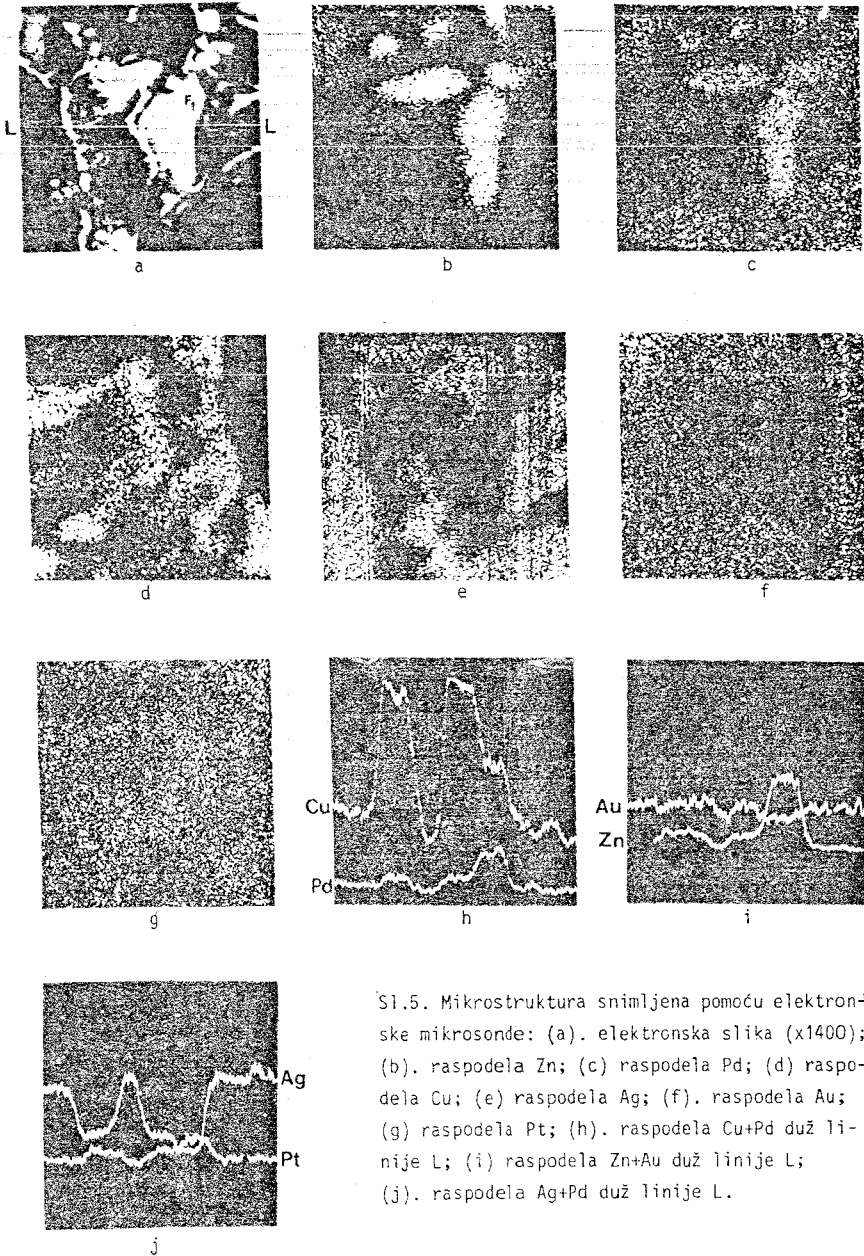 L
F₁
L
a
b
c
d
e
f
Cu
Pd
Au
Zn
g
h
i
Ag
Pt
Sl.5. Mikrostruktura snimljena pomoću elektron-
ske mikrosonde: (a). elektronska slika (x1400);
(b). raspodela Zn; (c) raspodela Pd; (d) raspo-
dela Cu; (e) raspodela Ag; (f). raspodela Au;
(g) raspodela Pt; (h). raspodela Cu+Pd duž li-
nije L; (i) raspodela Zn+Au duž linije L;
(j). raspodela Ag+Pd duž linije L.
j